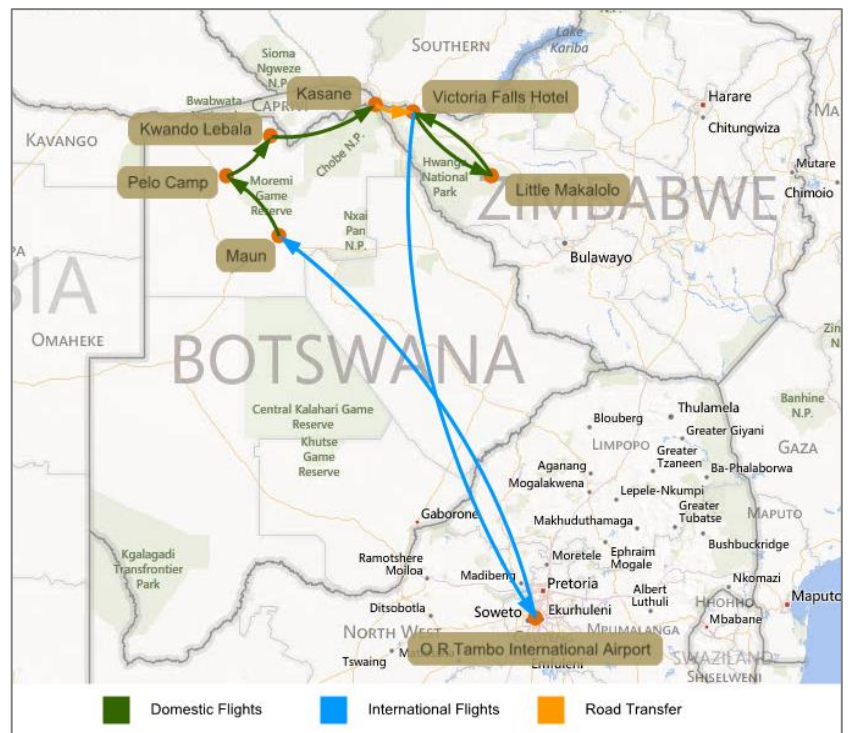 SOUTHERN
Lake
Kariba
Sioma
Ngweze
N.P.
Kasane
Victoria Falls Hotel
Harare
Chitungwiza
Bwabwata
CAPRIVI
KAVANGO
Kwando Lebala
Chobe N.P.
Hwange
National
Park
Mutare
Chimoio
Pelo Camp
Moremi
Game
Reserve
Little Makalolo
ZIMBABWE
Nxai
Pan
N.P.
Maun
Bulawayo
OMAHEKE
BOTSWANA
Banhine
N.P.
Central Kalahari Game
Reserve
Khutse
Game
Reserve
Blouberg
Thulamela
Greater Giyani
LIMPOPO
GAZA
Aganang
Mogalakwena
Greater
Tzaneen
Ba-Phalaborwa
Lepele-Nkumpi
Greater
Tubatse
MAPUTO
Gaborone
Makhuduthamaga
Bushbuckridge
Kgalagadi
Transfrontier
Park
Ramotshere
Moiloa
Moretele
Ephraim
Mogale
Madibeng
Pretoria
Albert
Luthuli
Nkomazi
Ditsobotla
Soweto
Ekurhuleni
HHOHHO
Maputo
Mbabane
NORTH WEST
MPUMALANGA
Tswaing
O.R.Tambo International Airport
SWAZILAND
SHISELWENI
Domestic Flights
International Flights
Road Transfer